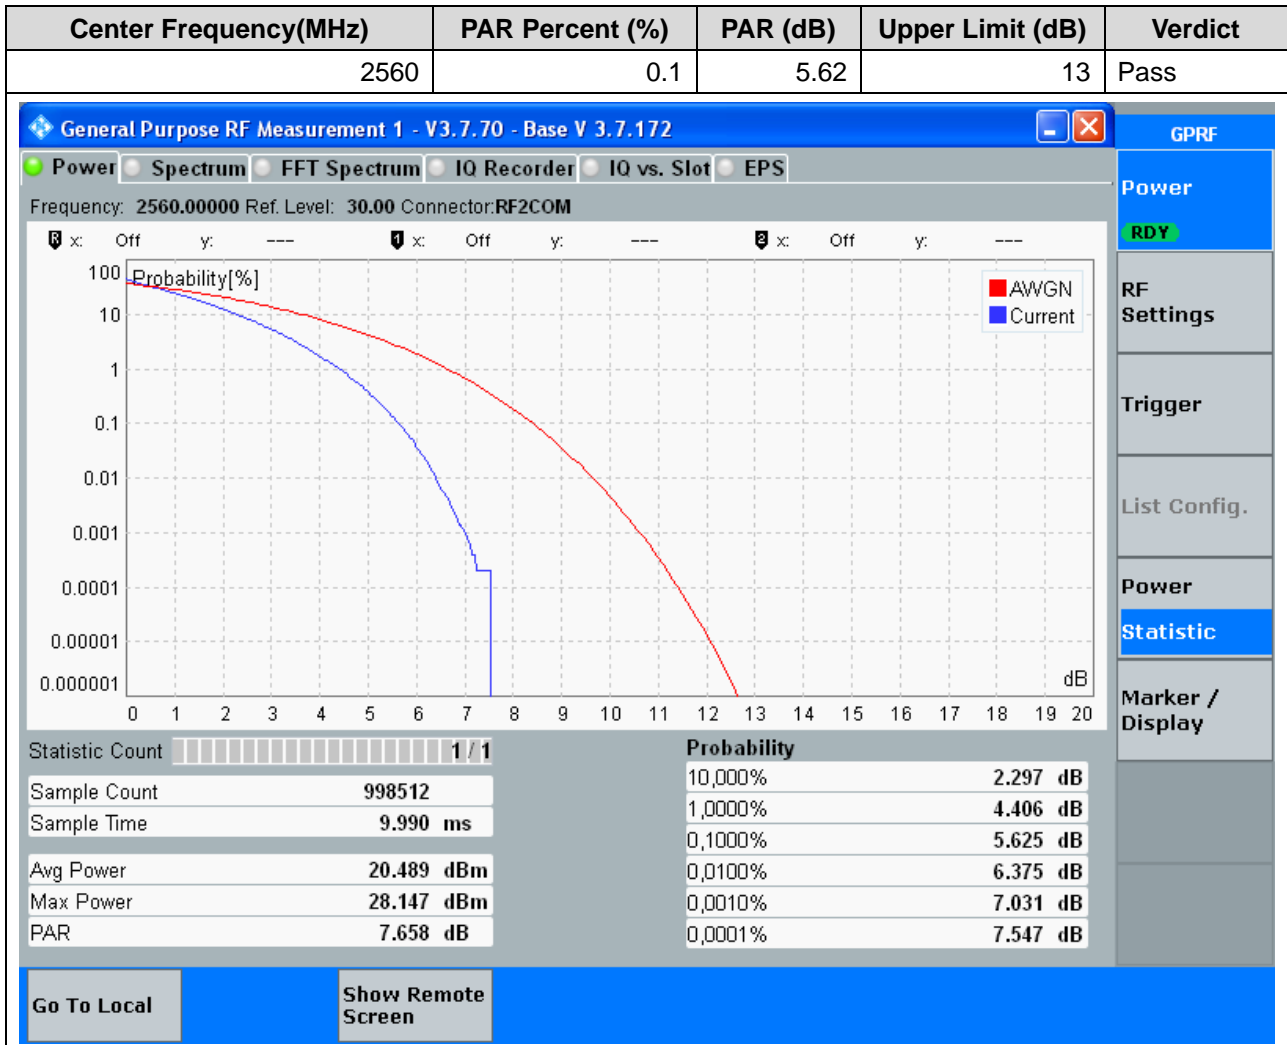 Center Frequency(MHz) PAR Percent (%) PAR (dB) Upper Limit (dB) Verdict
2560 0.1 5.62 13 Pass
General Purpose RF Measurement 1 - V3.7.70 - Base V 3.7.172
GPRF
Power Spectrum FFT Spectrum IQ Recorder IQ vs. Slot EPS
Frequency: 2560.00000 Ref. Level: 30.00 Connector:RF2COM
R x: Off y: --- 1 x: Off y: --- 2 x: Off y: ---
Probability[%]
AWGN
Current
100
10
1
0.1
0.01
0.001
0.0001
0.00001
0.000001
dB
0 1 2 3 4 5 6 7 8 9 10 11 12 13 14 15 16 17 18 19 20
Statistic Count 1 / 1
Sample Count 998512
Sample Time 9.990 ms
Avg Power 20.489 dBm
Max Power 28.147 dBm
PAR 7.658 dB
Probability
10,000% 2.297 dB
1,0000% 4.406 dB
0,1000% 5.625 dB
0,0100% 6.375 dB
0,0010% 7.031 dB
0,0001% 7.547 dB
Power
RDY
RF
Settings
Trigger
List Config.
Power
Statistic
Marker /
Display
Go To Local
Show Remote
Screen